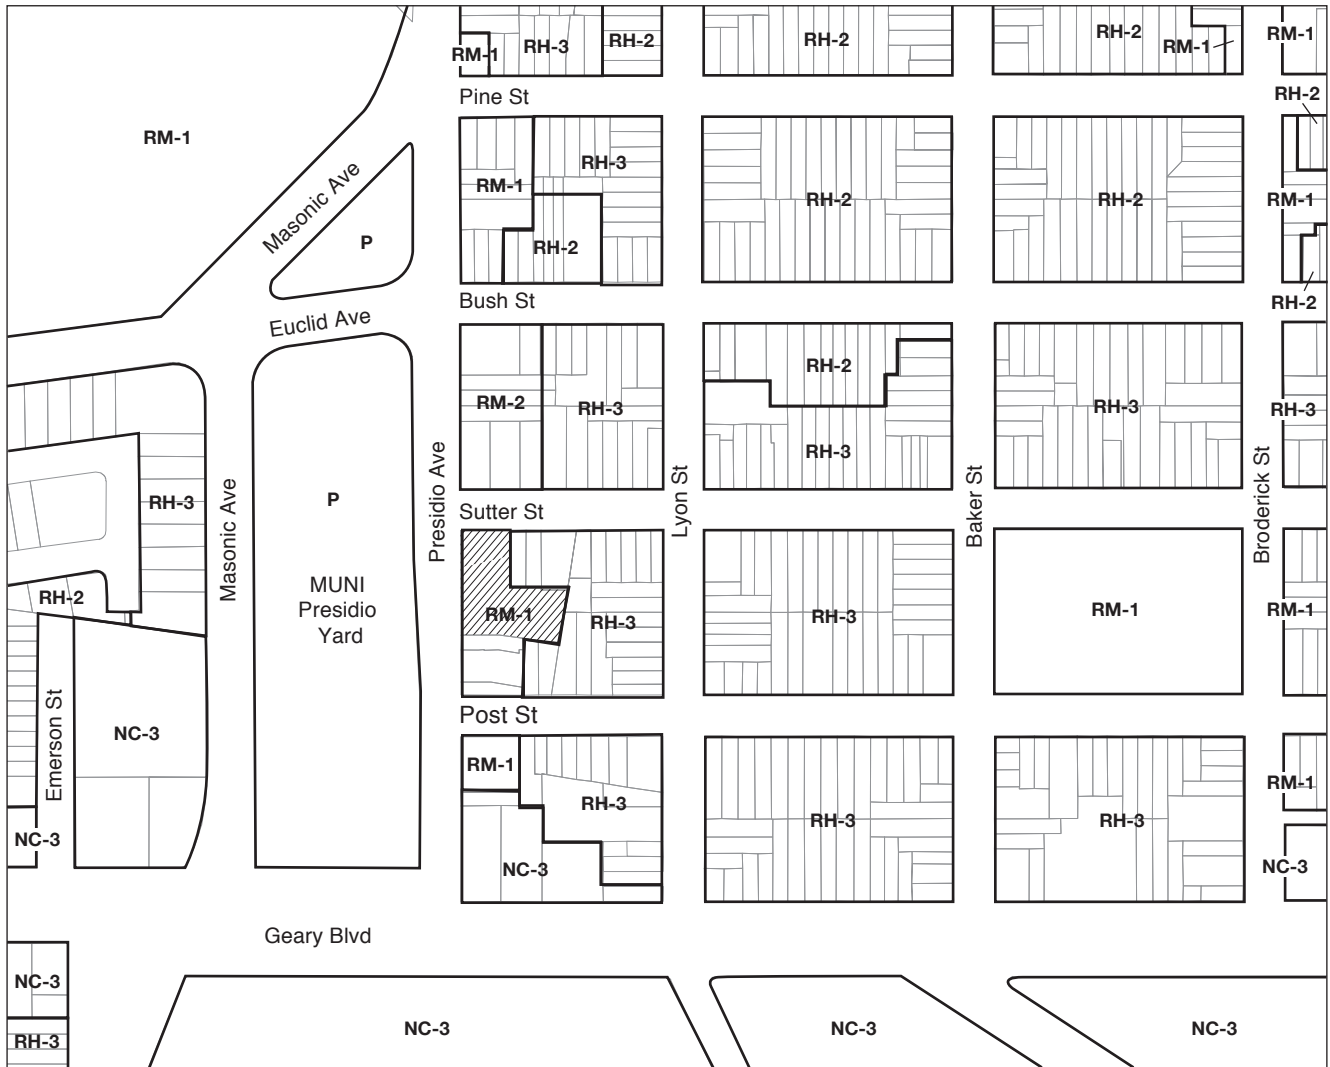 RM-1
RH-3
RH-2
RH-2
RH-2
RM-1
RM-1
Pine St
RH-2
RM-1
Masonic Ave
P
RM-1
RH-3
RH-2
RH-2
RH-2
RM-1
RH-2
Bush St
Euclid Ave
RM-2
RH-3
RH-2
RH-3
RH-3
RH-3
RH-3
Masonic Ave
P
MUNI
Presidio
Yard
Presidio Ave
Sutter St
Lyon St
Baker St
Broderick St
RH-2
RM-1
RH-3
RH-3
RM-1
RM-1
Emerson St
NC-3
NC-3
Post St
RM-1
RH-3
NC-3
RH-3
RH-3
RM-1
NC-3
Geary Blvd
NC-3
RH-3
NC-3
NC-3
NC-3